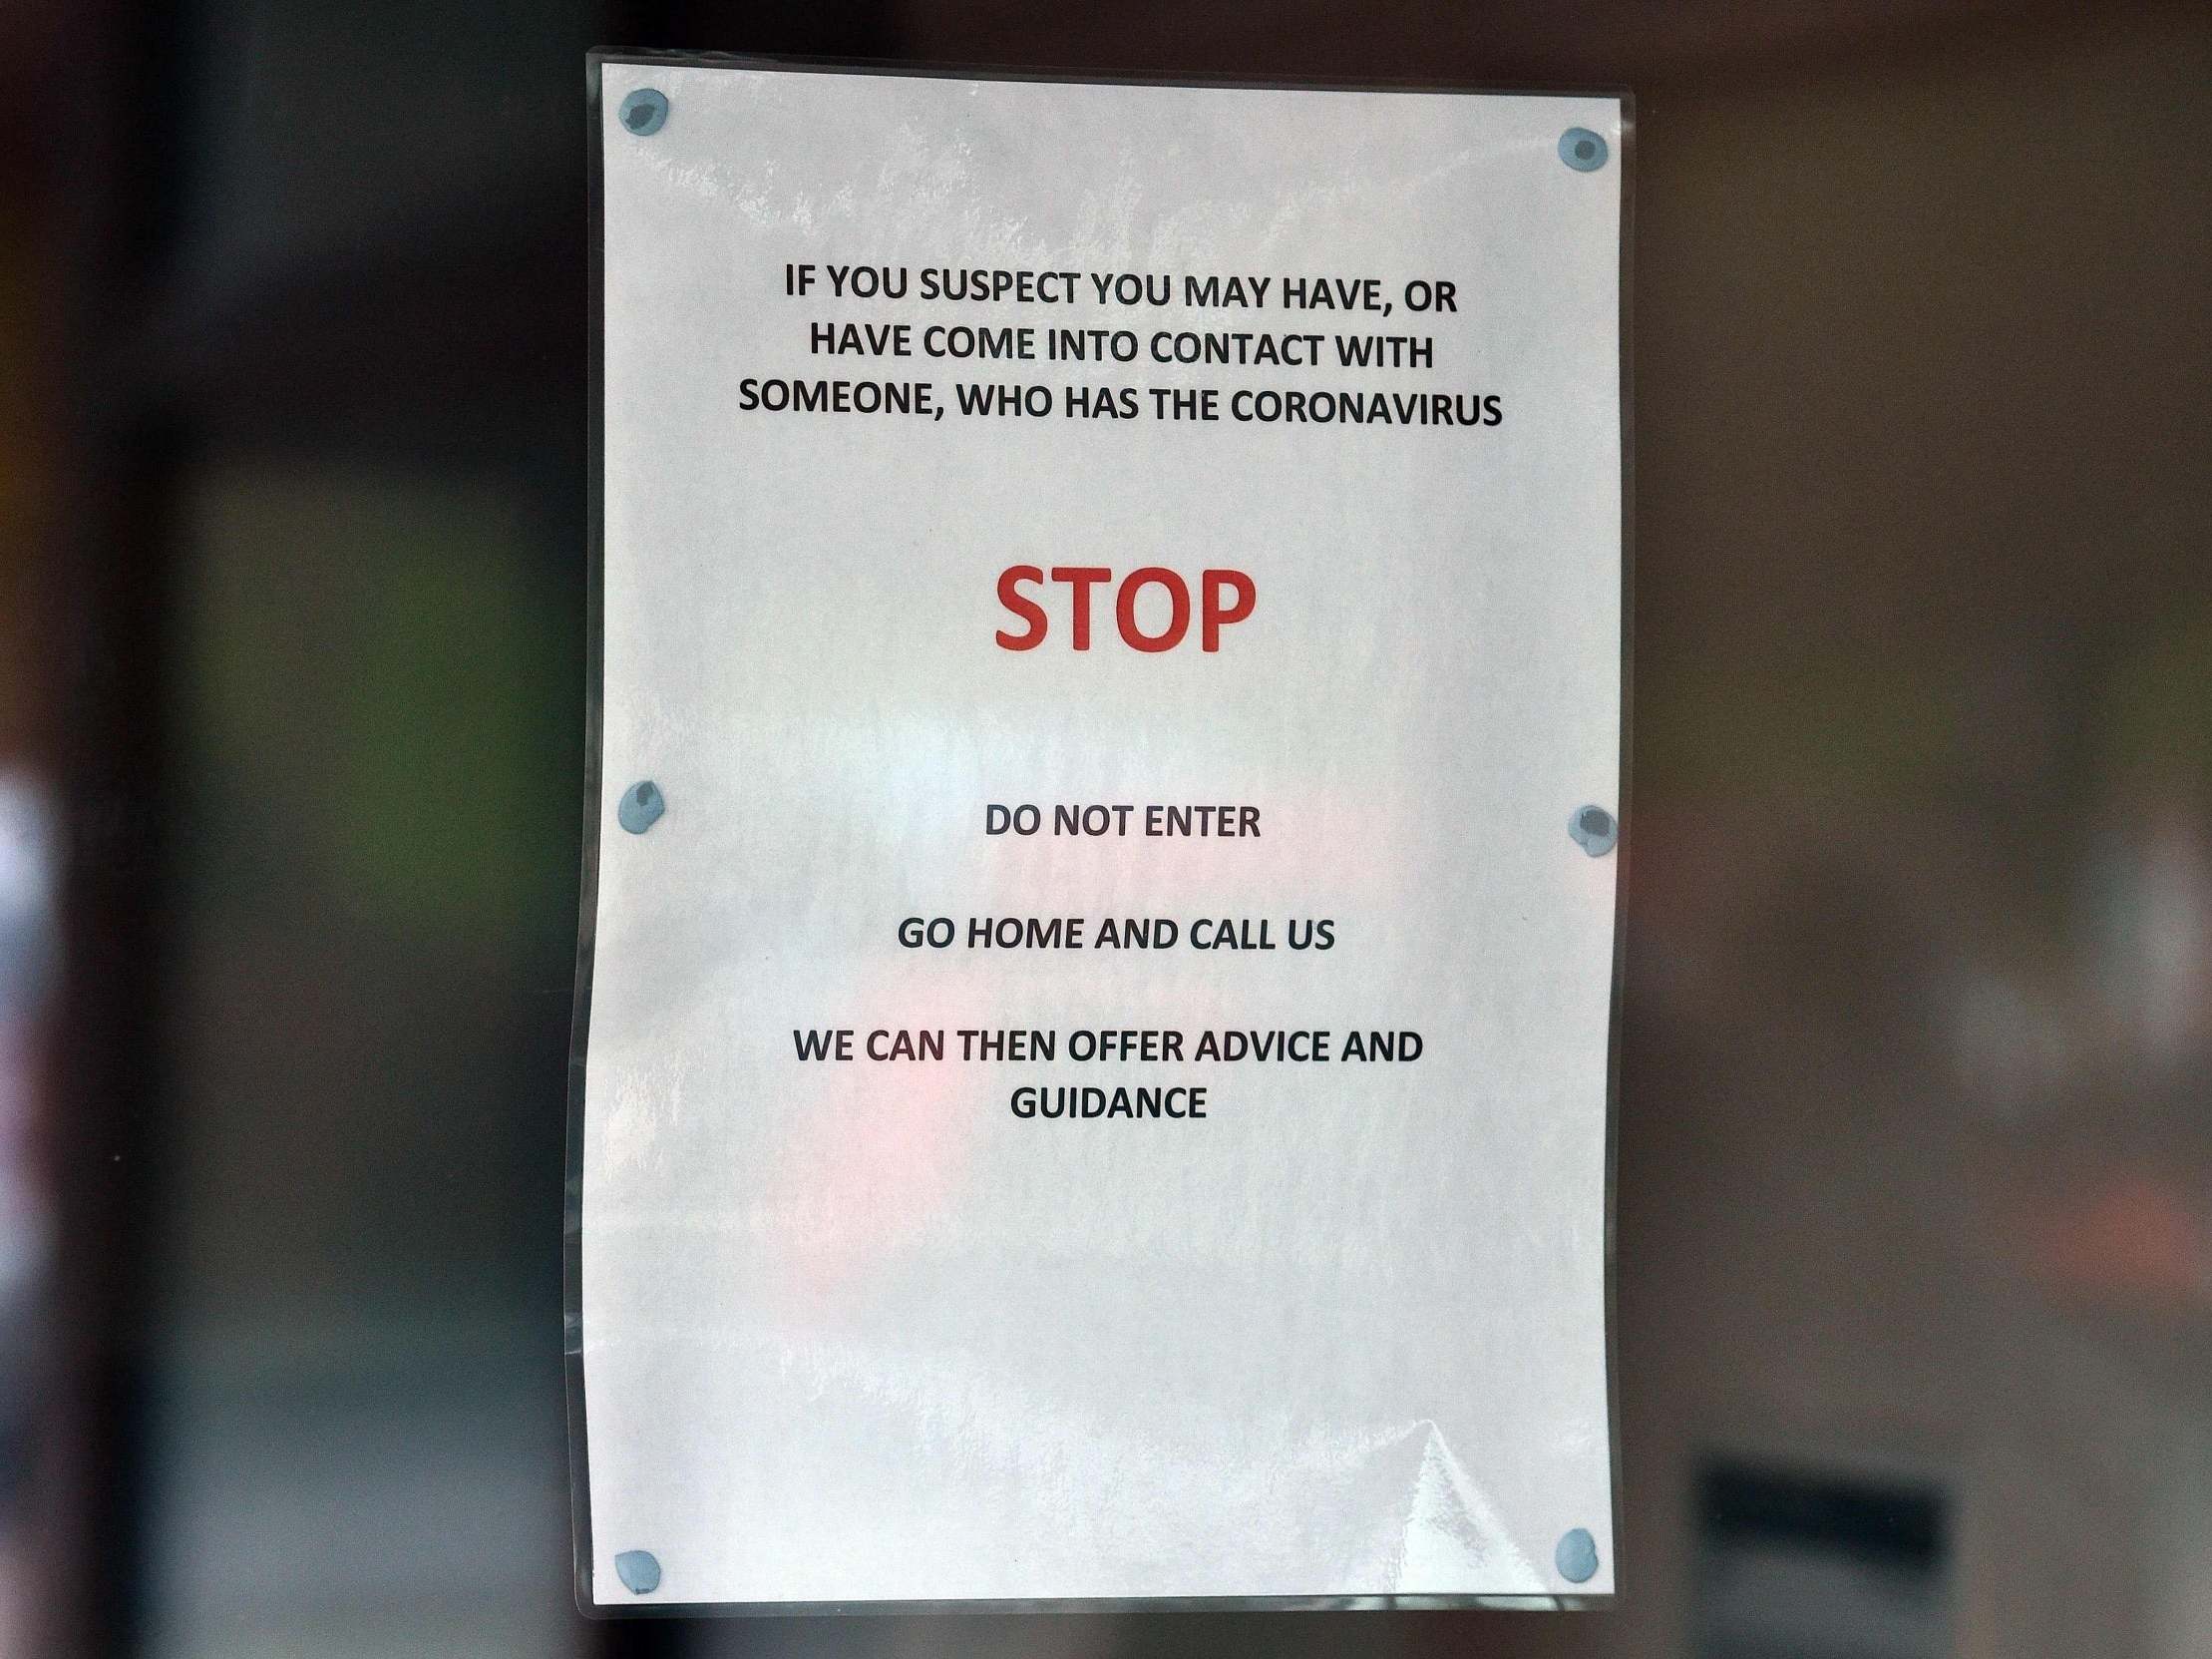 IF YOU SUSPECT YOU MAY HAVE, OR
HAVE COME INTO CONTACT WITH
SOMEONE, WHO HAS THE CORONAVIRUS
STOP
DO NOT ENTER
GO HOME AND CALL US
WE CAN THEN OFFER ADVICE AND
GUIDANCE